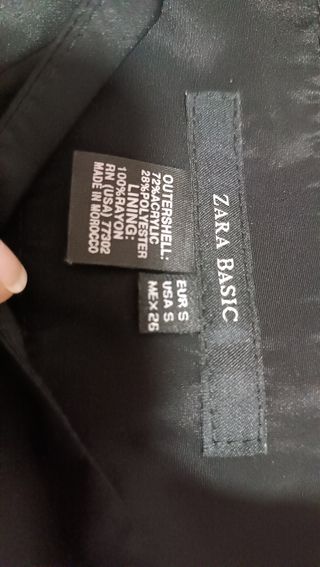 ZARA BASIC
EUR S
USA S
MEX 26
OUTERSHELL:
72%ACRYLIC
28%POLYESTER
LINING:
100%RAYON
RN (USA) 77302
MADE IN MOROCCO